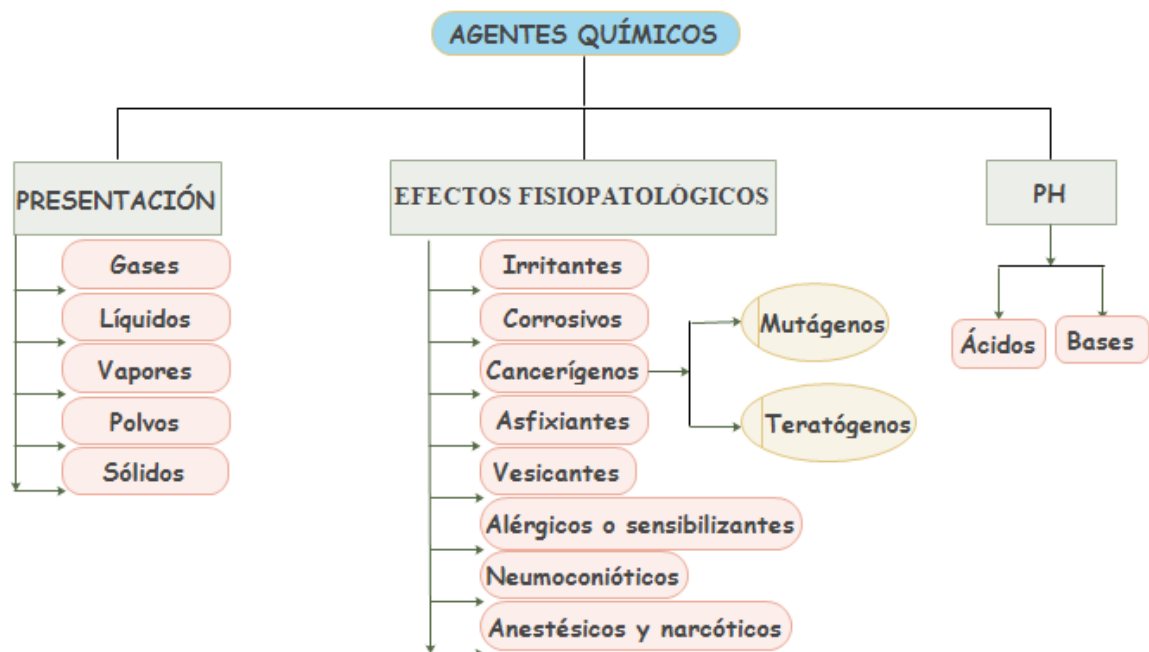 AGENTES QUÍMICOS
PRESENTACIÓN
Gases
Líquidos
Vapores
Polvos
Sólidos
EFECTOS FISIOPATOLÓGICOS
Irritantes
Corrosivos
Cancerígenos
Mutágenos
Teratógenos
Asfixiantes
Vesicantes
Alérgicos o sensibilizantes
Neumoconióticos
Anestésicos y narcóticos
PH
Ácidos
Bases